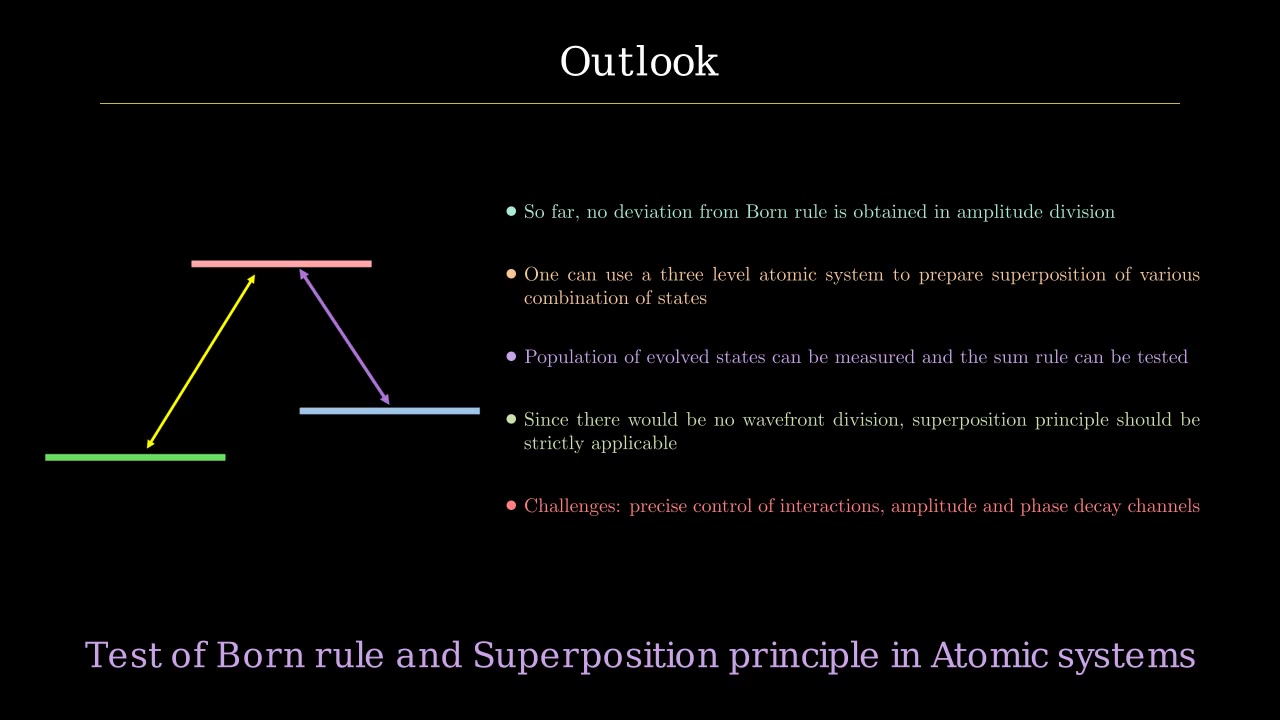 Outlook
• So far, no deviation from Born rule is obtained in amplitude division
• One can use a three level atomic system to prepare superposition of various
combination of states
• Population of evolved states can be measured and the sum rule can be tested
• Since there would be no wavefront division, superposition principle should be
strictly applicable
• Challenges: precise control of interactions, amplitude and phase decay channels
Test of Born rule and Superposition principle in Atomic systems